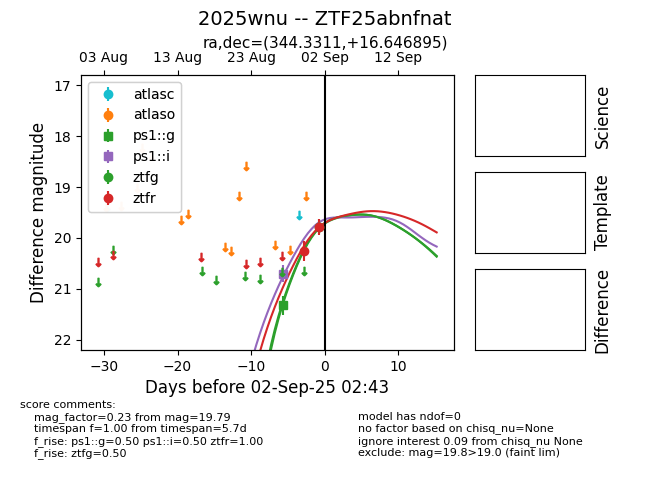 2025wnu -- ZTF25abnfnat
ra,dec=(344.3311,+16.646895)
03 Aug 13 Aug 23 Aug 02 Sep 12 Sep
17
18
19
20
21
22
Difference magnitude
atlasc
atlaso
ps1::g
ps1::i
ztfg
ztfr
−30 −20 −10 0 10
Days before 02-Sep-25 02:43
Science
Template
Difference
score comments:
mag_factor=0.23 from mag=19.79
timespan f=1.00 from timespan=5.7d
f_rise: ps1::g=0.50 ps1::i=0.50 ztfr=1.00
f_rise: ztfg=0.50
model has ndof=0
no factor based on chisq_nu=None
ignore interest 0.09 from chisq_nu None
exclude: mag=19.8>19.0 (faint lim)